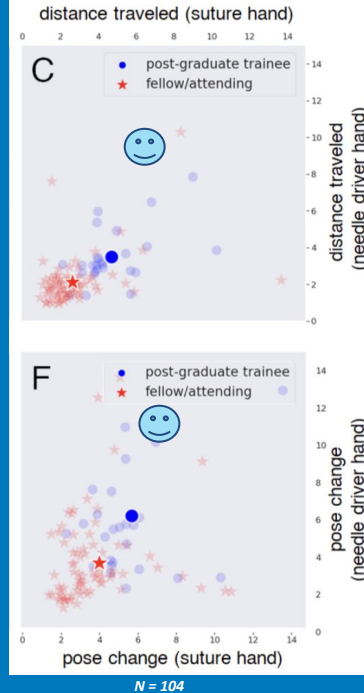 distance traveled (suture hand)
0 2 4 6 8 10 12 14
C
post-graduate trainee
fellow/attending
14
12
10
8
6
4
2
0
distance traveled
(needle driver hand)
F
post-graduate trainee
fellow/attending
14
12
10
8
6
4
2
0
pose change
(needle driver hand)
0 2 4 6 8 10 12 14
pose change (suture hand)
N = 104